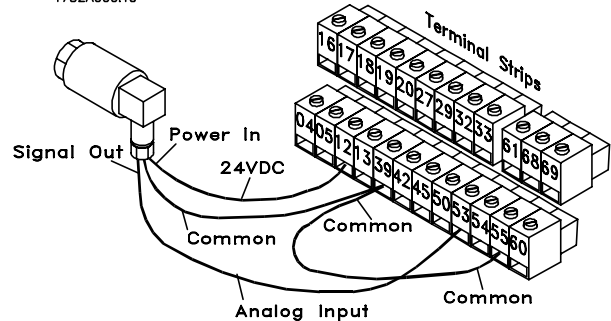 Terminal Strips
16 17 18 19 20 27 29 32 33 61 68 69
04 05 12 13 39 42 45 50 53 54 55 60
Power In
Signal Out
24VDC
Common
Common
Common
Analog Input